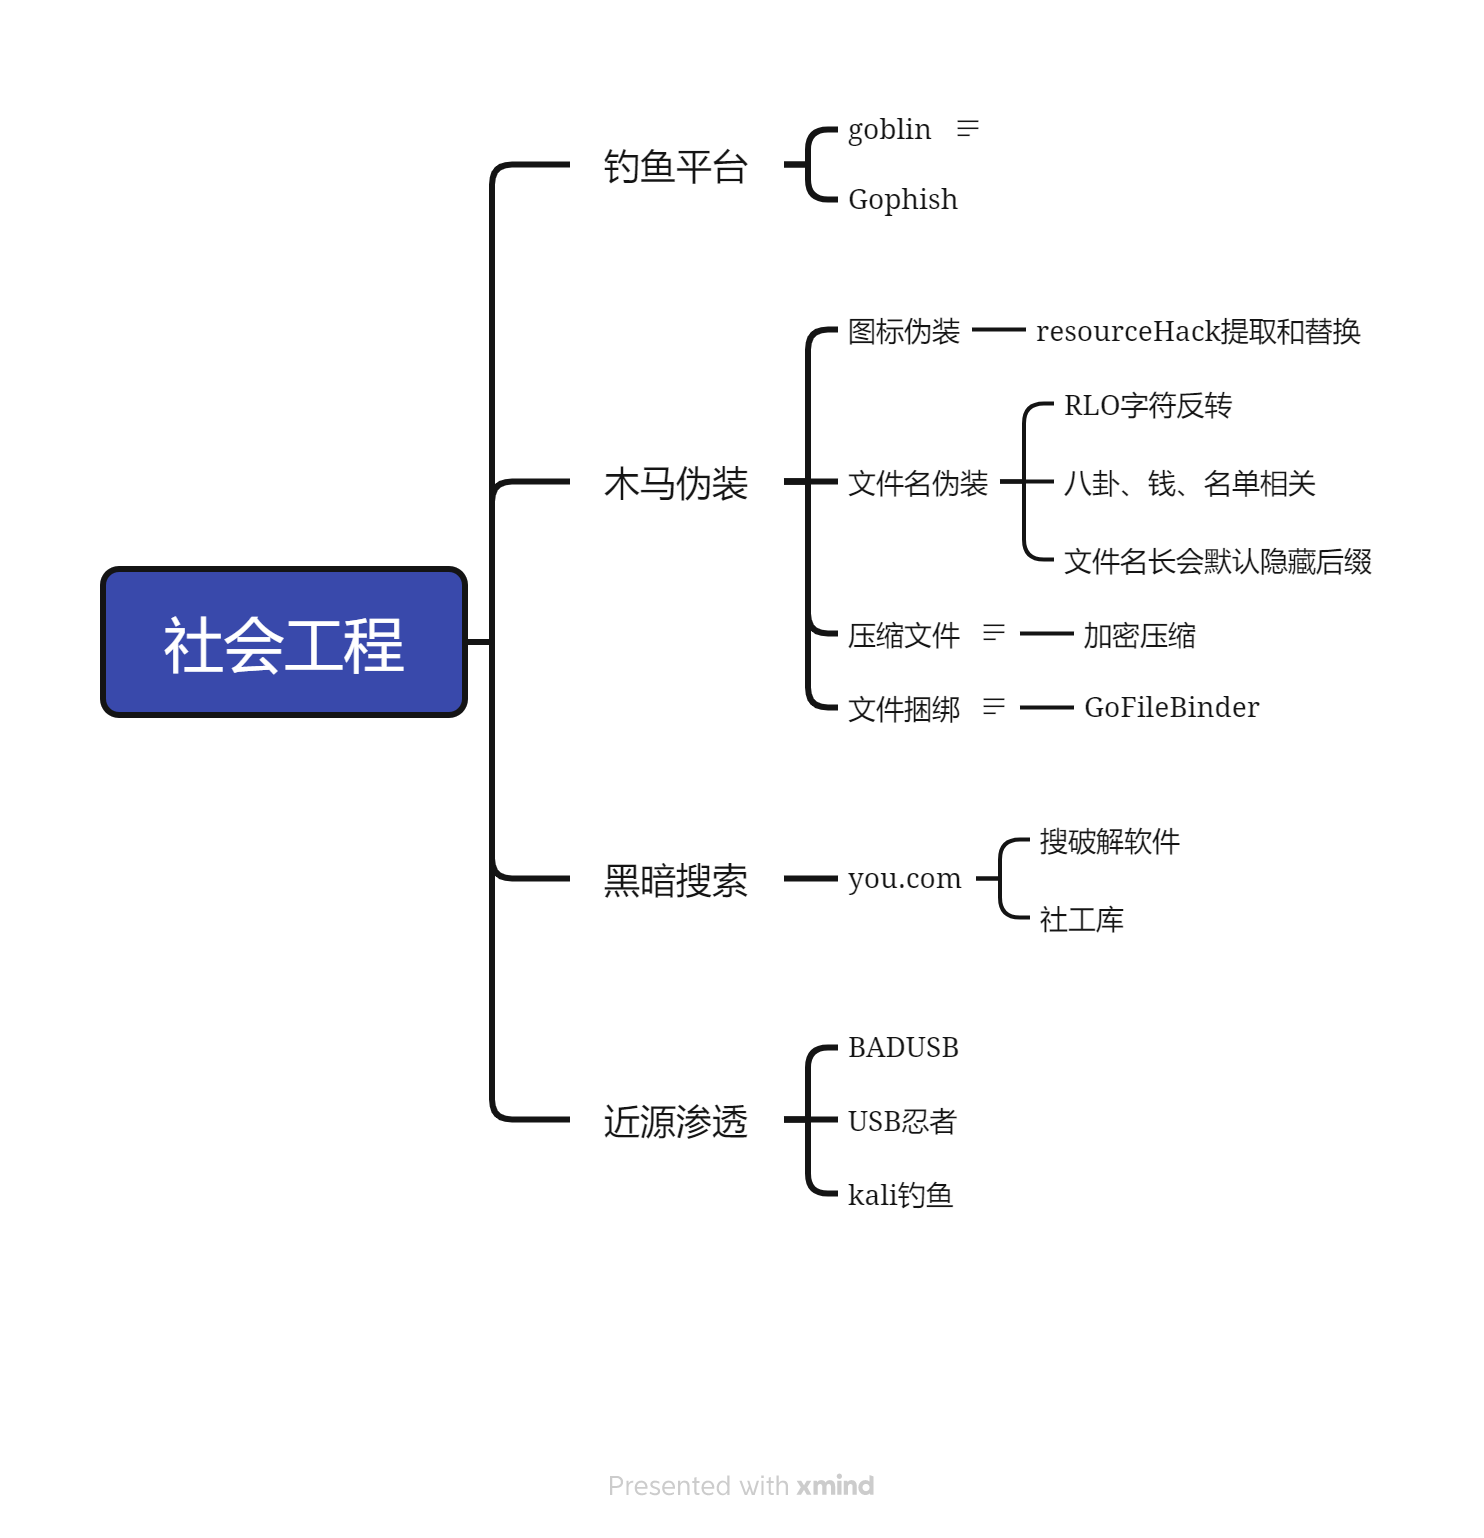 社会工程
钓鱼平台
goblin
Gophish
木马伪装
图标伪装
resourceHack提取和替换
文件名伪装
RLO字符反转
八卦、钱、名单相关
文件名长会默认隐藏后缀
压缩文件
加密压缩
文件捆绑
GoFileBinder
黑暗搜索
you.com
搜破解软件
社工库
近源渗透
BADUSB
USB忍者
kali钓鱼
Presented with xmind